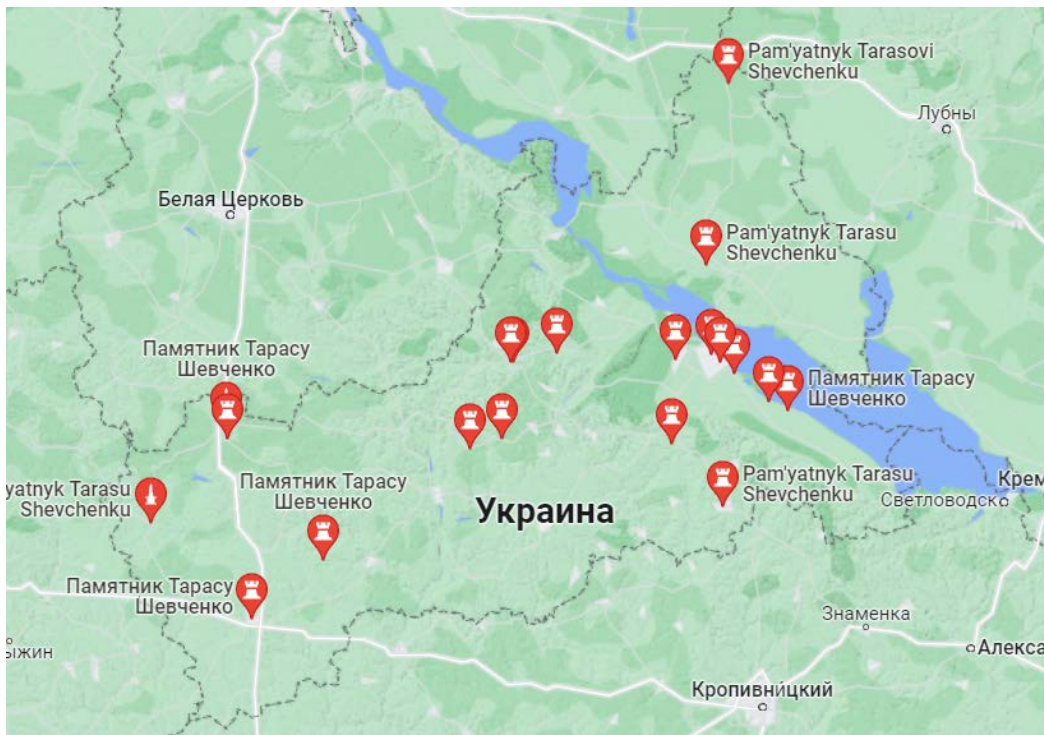 Pam'yatnyk Tarasovi
Shevchenku
Лубны
Белая Церковь
Pam'yatnyk Tarasu
Shevchenku
Памятник Тарасу
Шевченко
Памятник Тарасу
Шевченко
yatnyk Tarasu
Shevchenku
Памятник Тарасу
Шевченко
Pam'yatnyk Tarasu
Shevchenku
Крем
Светловодск
Украина
Памятник Тарасу
Шевченко
Знаменка
ыжин
Алекса
Кропивницкий